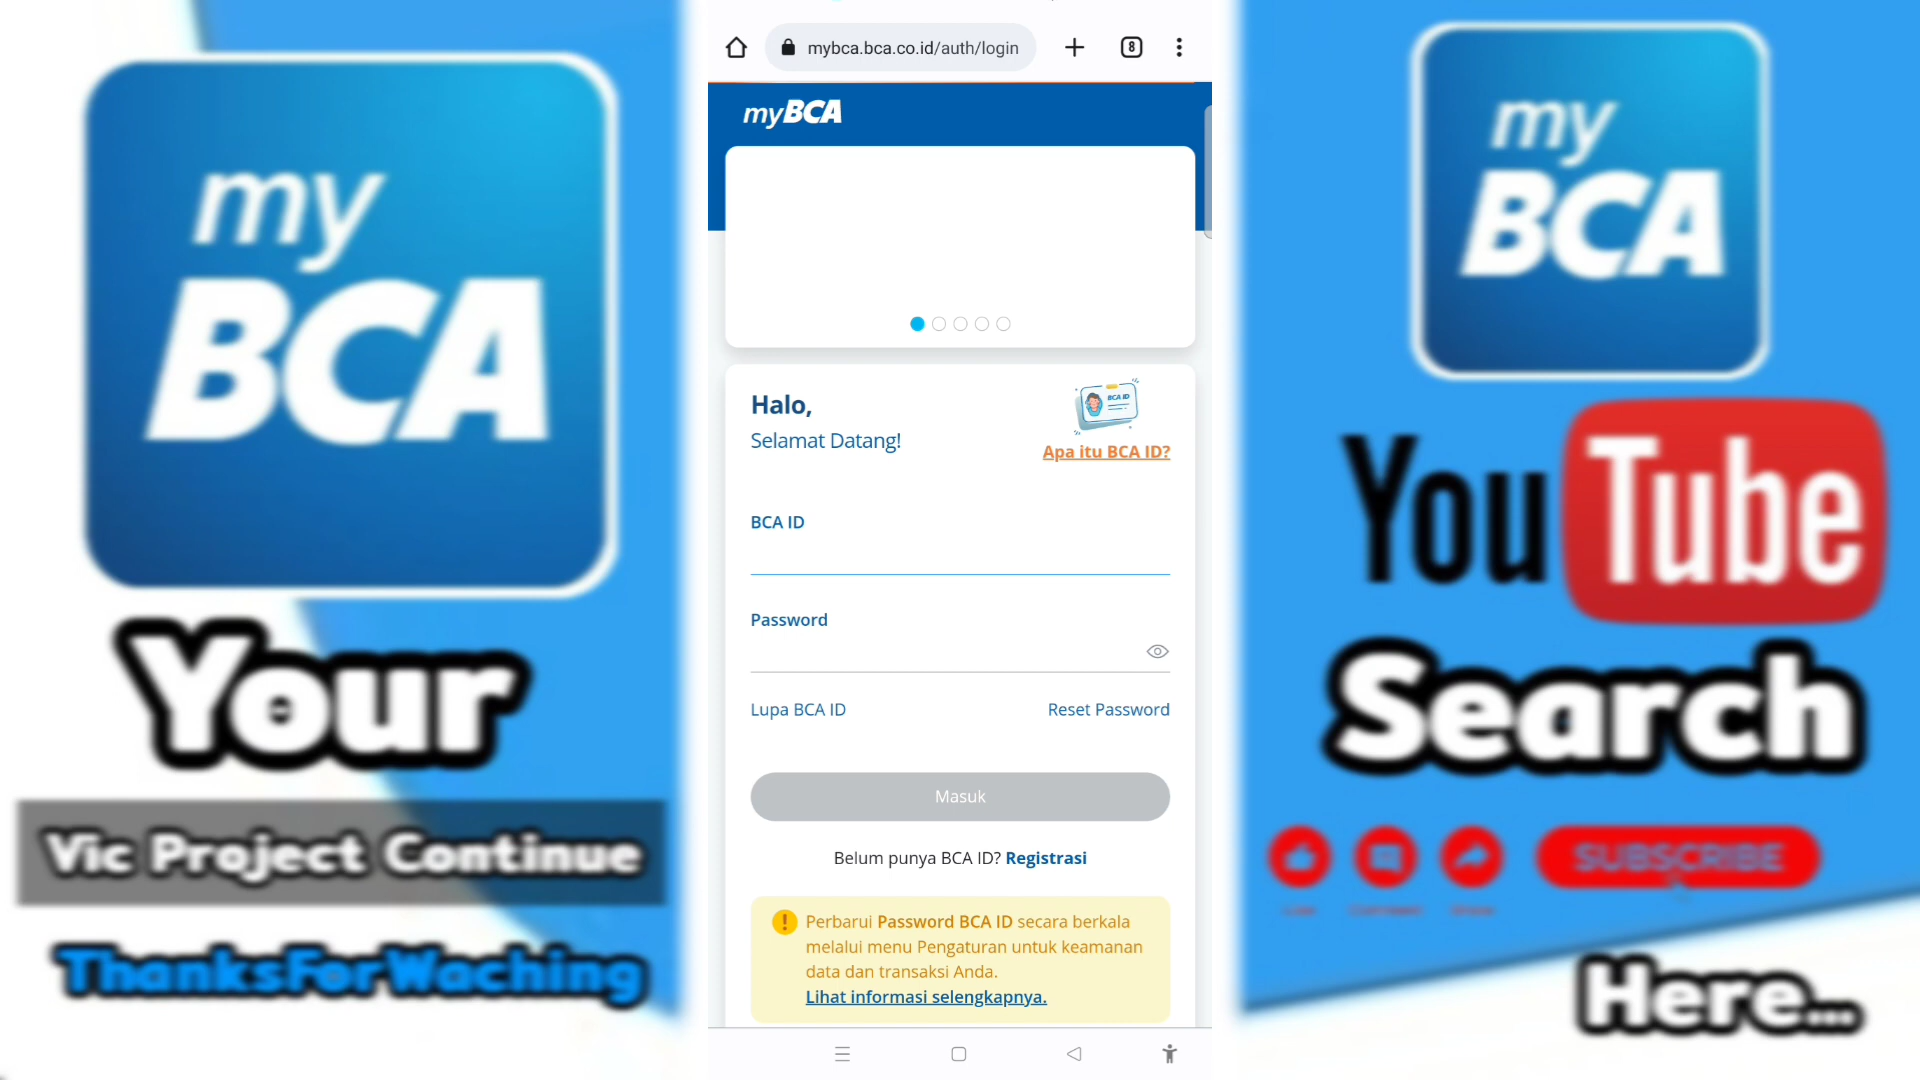 my
BCA
Your
Vic Project Continue
ThanksForWaching
8
mybca.bca.co.id/auth/login
myBCA
Halo,
Selamat Datang!
BCA ID
Apa itu BCA ID?
BCA ID
Password
Lupa BCA ID
Reset Password
Masuk
Belum punya BCA ID? Registrasi
Perbarui Password BCA ID secara berkala
melalui menu Pengaturan untuk keamanan
data dan transaksi Anda.
Lihat informasi selengkapnya.
my
BCA
YouTube
Search
SUBSCRIBE
Here...